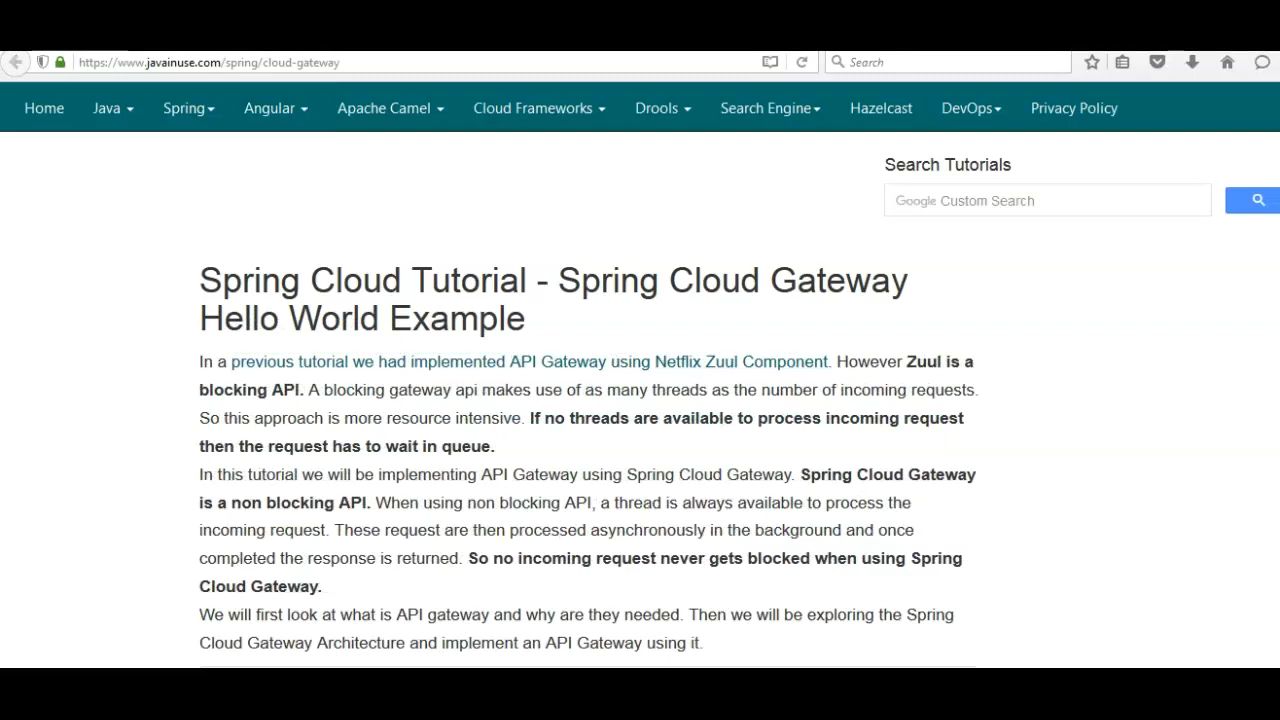 https://www.javainuse.com/spring/cloud-gateway
Search
Home Java Spring Angular Apache Camel Cloud Frameworks Drools Search Engine Hazelcast DevOps Privacy Policy
Search Tutorials
Google Custom Search
Spring Cloud Tutorial - Spring Cloud Gateway
Hello World Example
In a previous tutorial we had implemented API Gateway using Netflix Zuul Component. However Zuul is a
blocking API. A blocking gateway api makes use of as many threads as the number of incoming requests.
So this approach is more resource intensive. If no threads are available to process incoming request
then the request has to wait in queue.
In this tutorial we will be implementing API Gateway using Spring Cloud Gateway. Spring Cloud Gateway
is a non blocking API. When using non blocking API, a thread is always available to process the
incoming request. These request are then processed asynchronously in the background and once
completed the response is returned. So no incoming request never gets blocked when using Spring
Cloud Gateway.
We will first look at what is API gateway and why are they needed. Then we will be exploring the Spring
Cloud Gateway Architecture and implement an API Gateway using it.